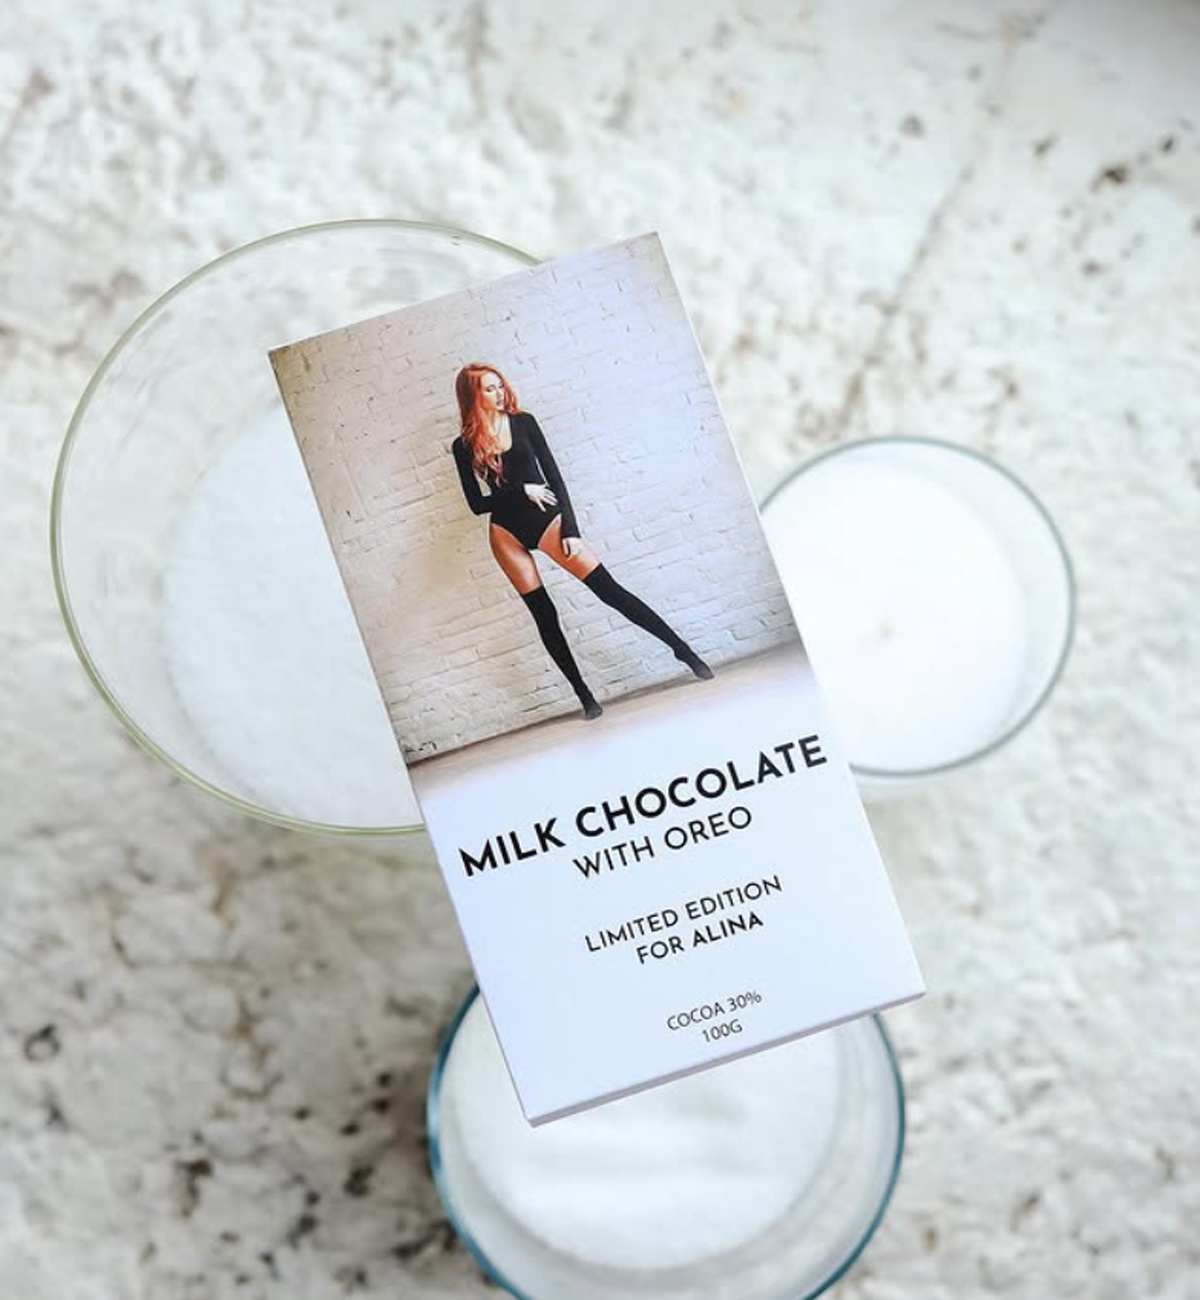 MILK CHOCOLATE
WITH OREO
LIMITED EDITION
FOR ALINA
COCOA 30%
100G